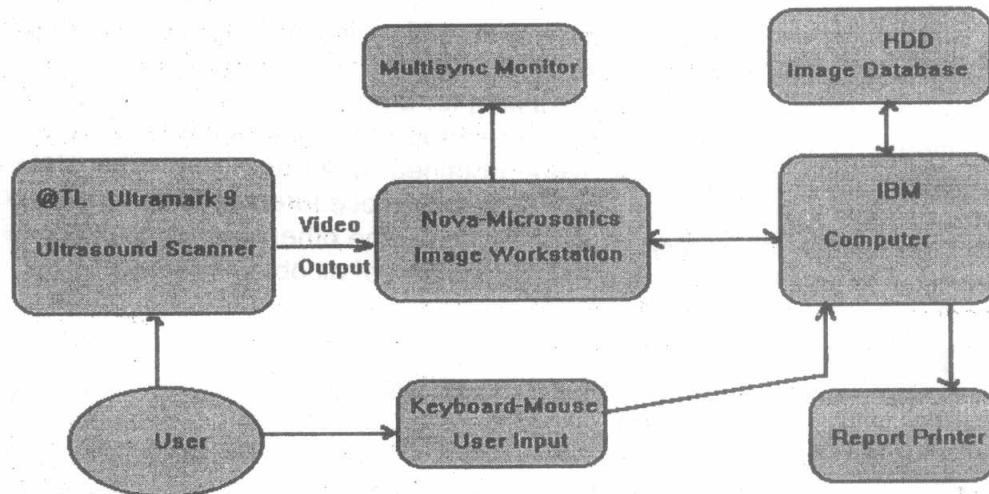 Multisync Monitor
HDD
Image Database
@TL Ultramark 9
Ultrasound Scanner
Video
Output
Nova-Microsonics
Image Workstation
IBM
Computer
User
Keyboard-Mouse
User Input
Report Printer